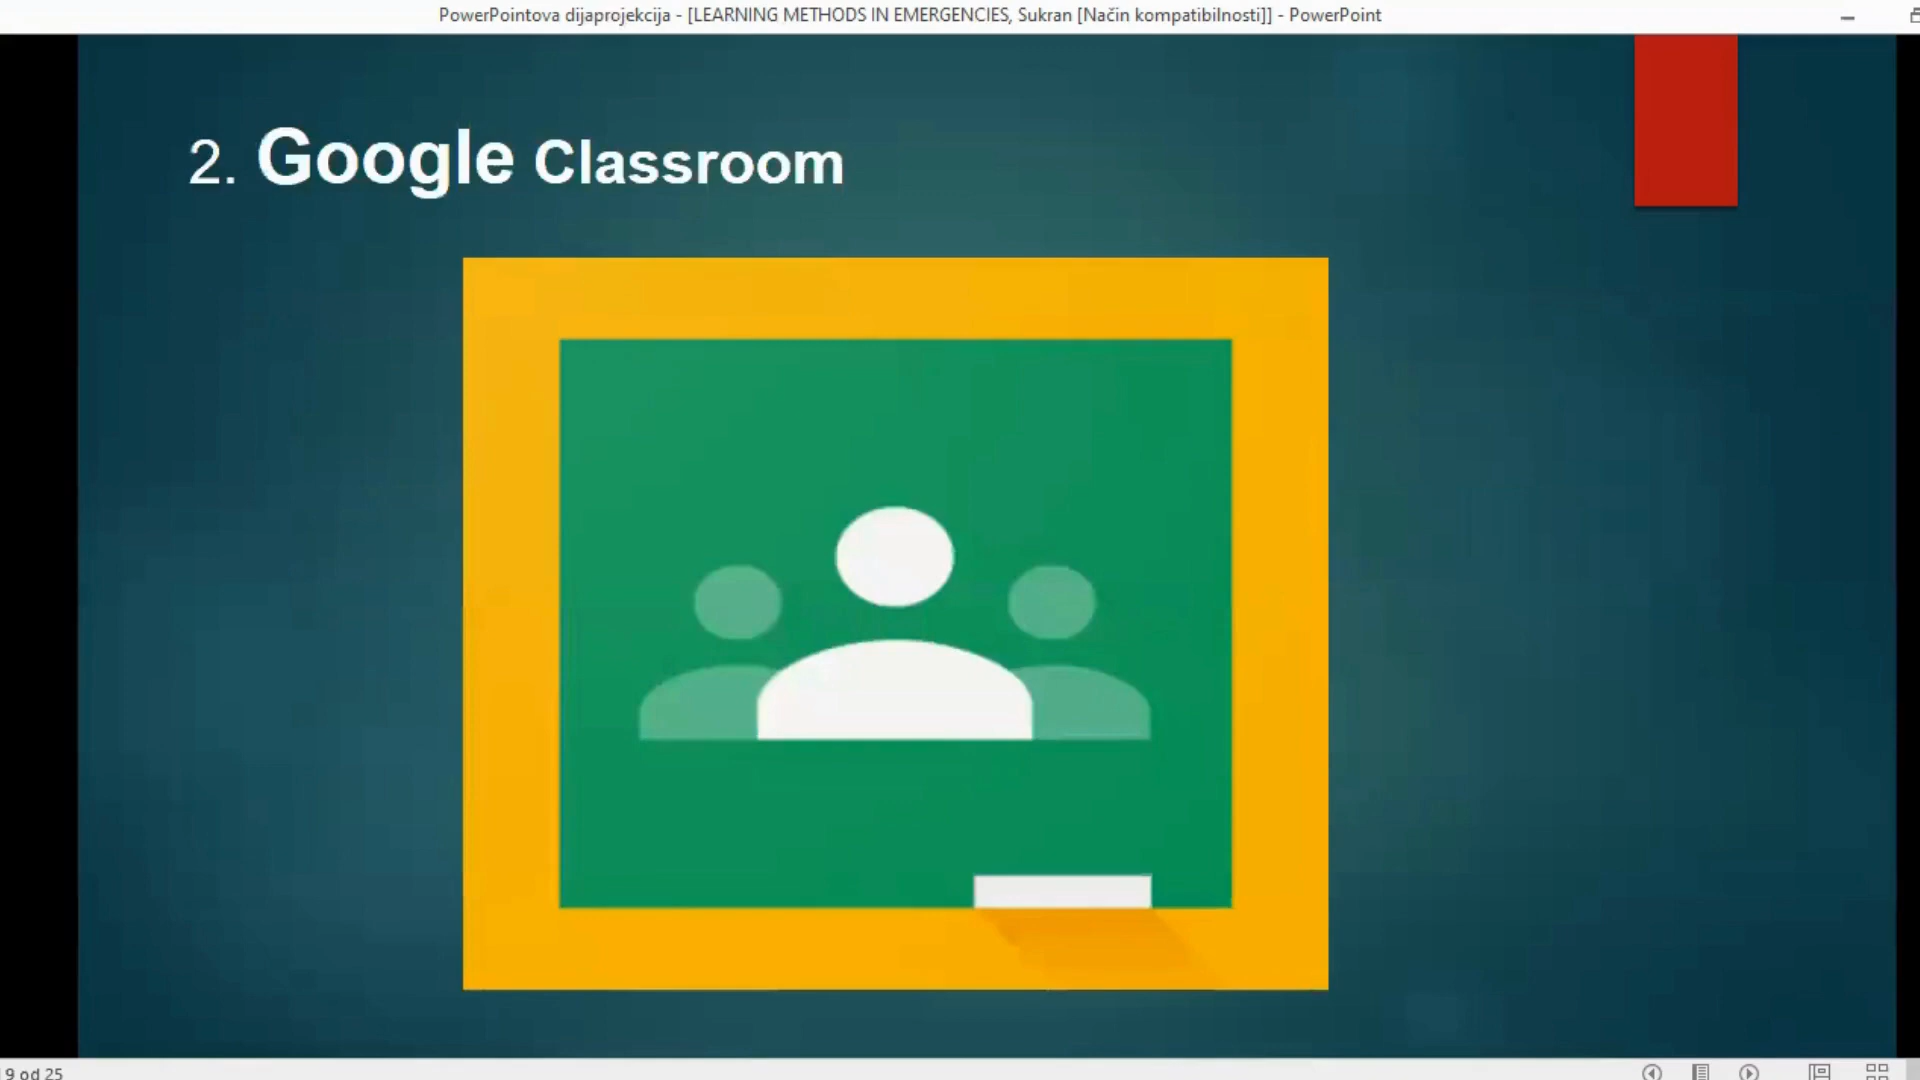 PowerPointova dijaprojekcija - [LEARNING METHODS IN EMERGENCIES, Sukran [Način kompatibilnosti]] - PowerPoint
2. Google Classroom
9 od 25